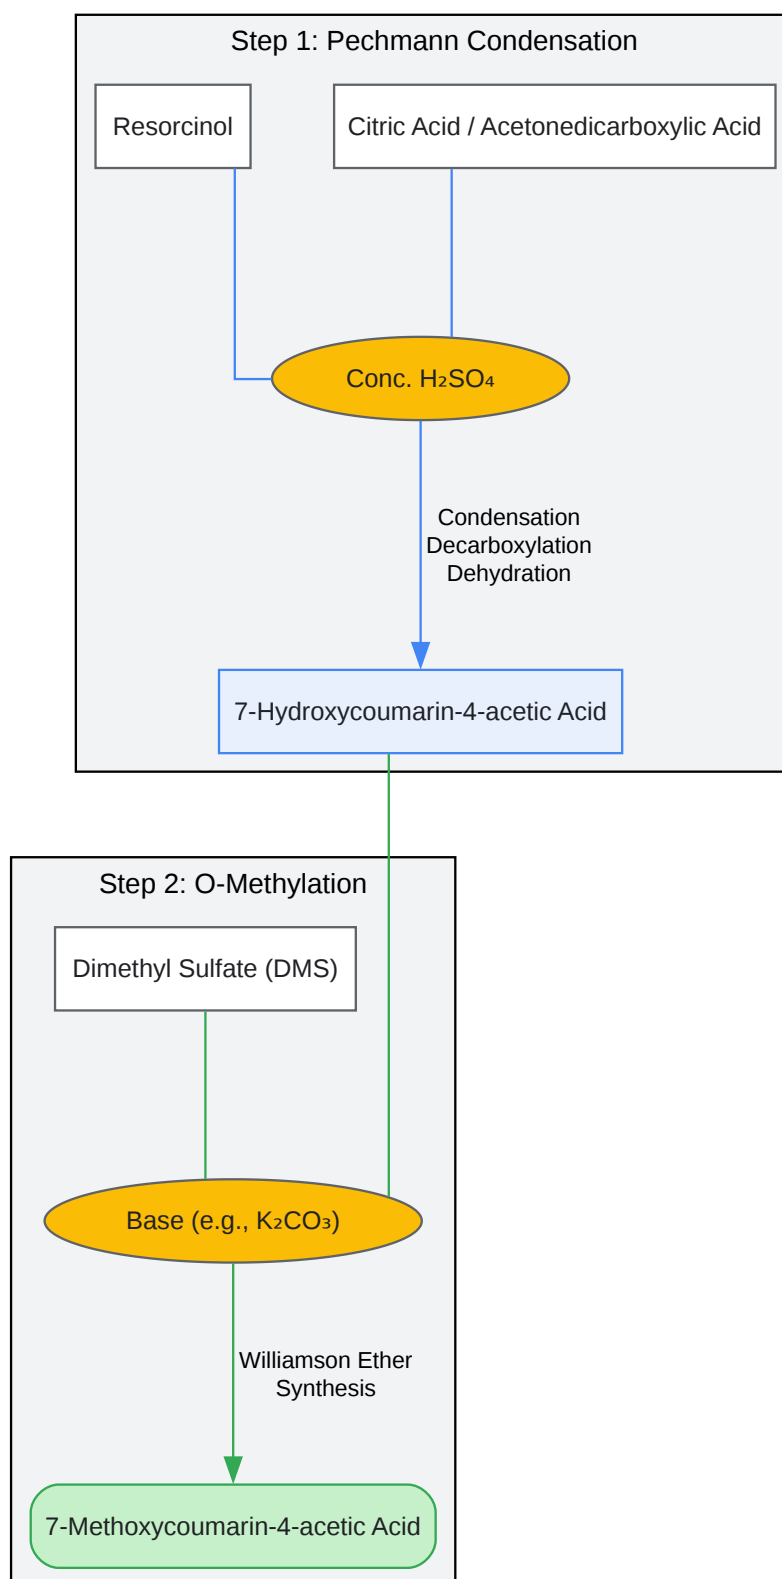 Step 1: Pechmann Condensation
Resorcinol
Citric Acid / Acetonedicarboxylic Acid
Conc. H₂SO₄
Condensation
Decarboxylation
Dehydration
7-Hydroxycoumarin-4-acetic Acid
Step 2: O-Methylation
Dimethyl Sulfate (DMS)
Base (e.g., K₂CO₃)
Williamson Ether
Synthesis
7-Methoxycoumarin-4-acetic Acid